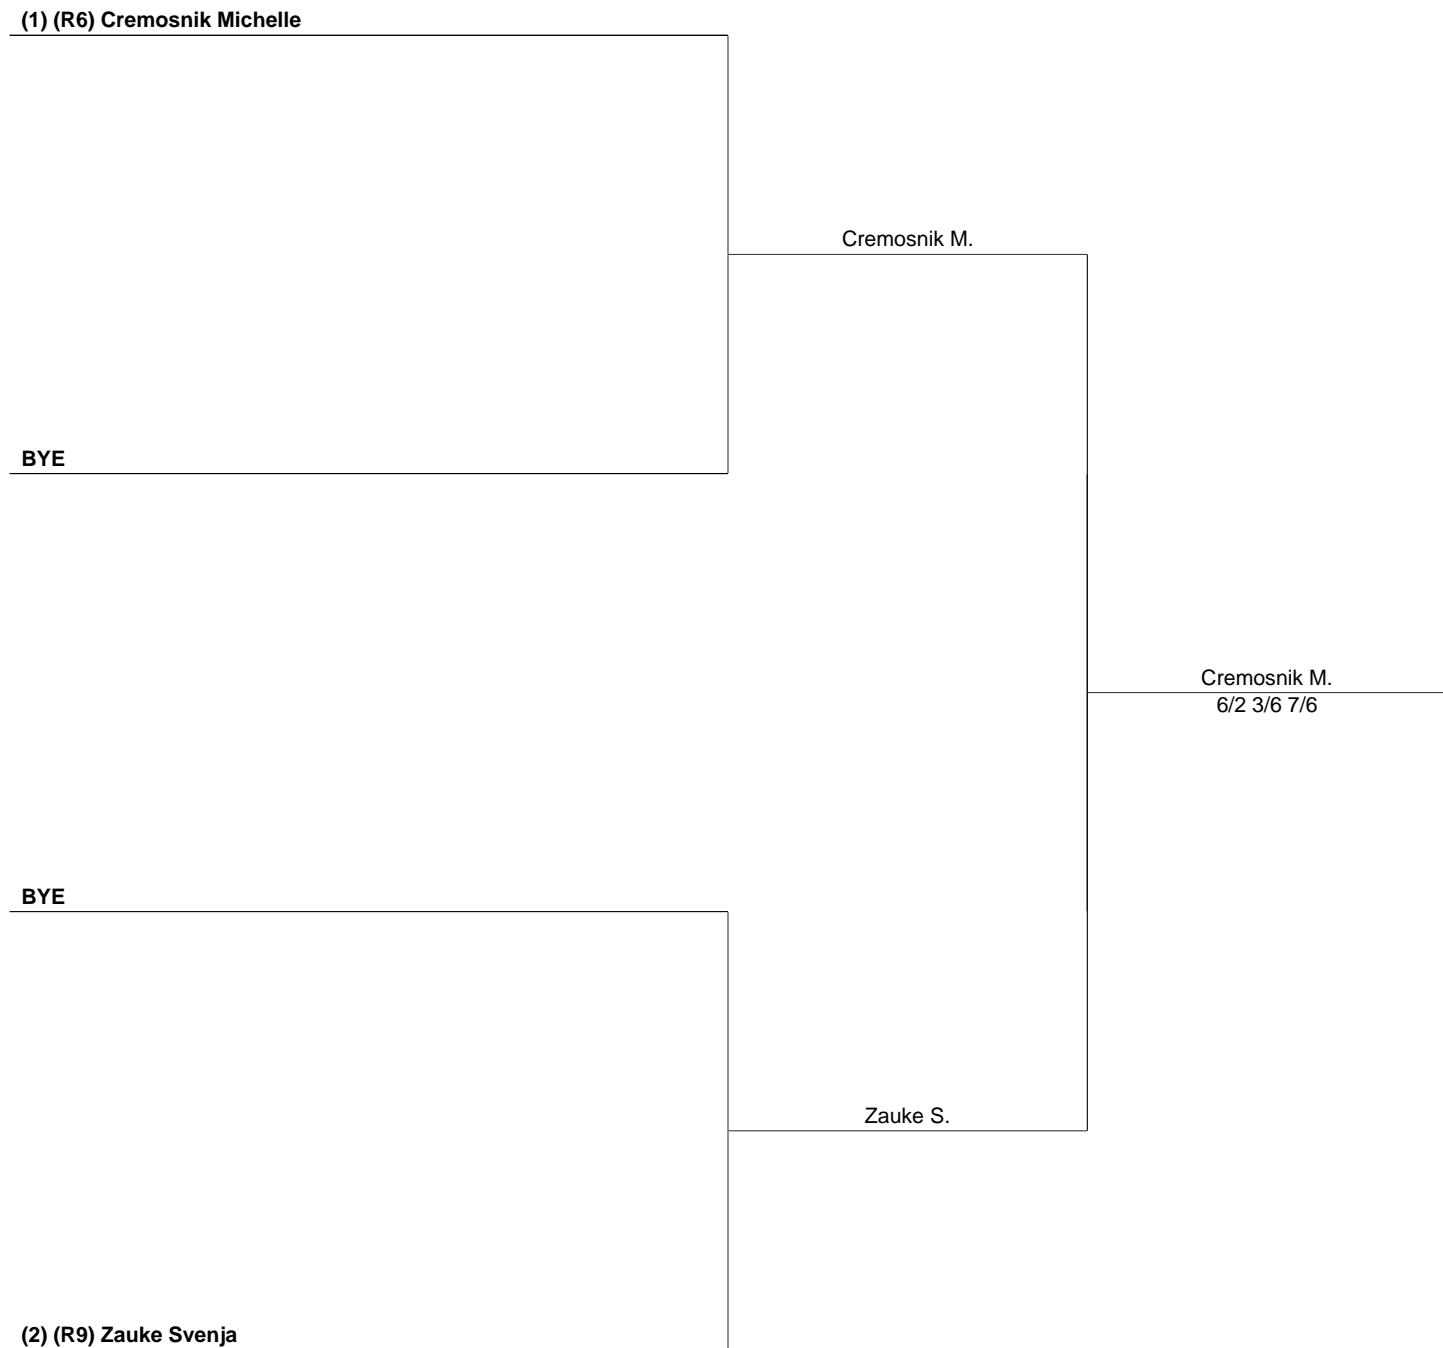 (1) (R6) Cremosnik Michelle
Cremosnik M.
BYE
Cremosnik M.
6/2 3/6 7/6
BYE
Zauke S.
(2) (R9) Zauke Svenja